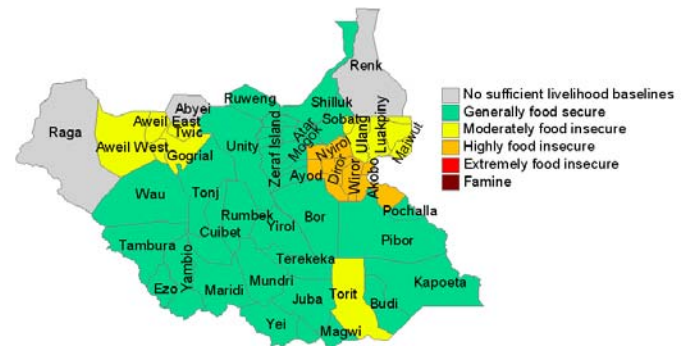 Renk
No sufficient livelihood baselines
Generally food secure
Moderately food insecure
Highly food insecure
Extremely food insecure
Famine
Raga
Abyei
Ruweng
Shilluk
Aweil East
Twic
Aweil West
Gogrial
Unity
Zeraf Island
Atar
Mogok
Sobat
Ulang
Luakpiny
Maiwut
Nyirol
Diror
Wiror
Akobo
Ayod
Pochalla
Wau
Tonj
Rumbek
Cuibet
Yirol
Bor
Pibor
Tambura
Yambio
Terekeka
Ezo
Maridi
Mundri
Juba
Torit
Budi
Kapoeta
Yei
Magwi